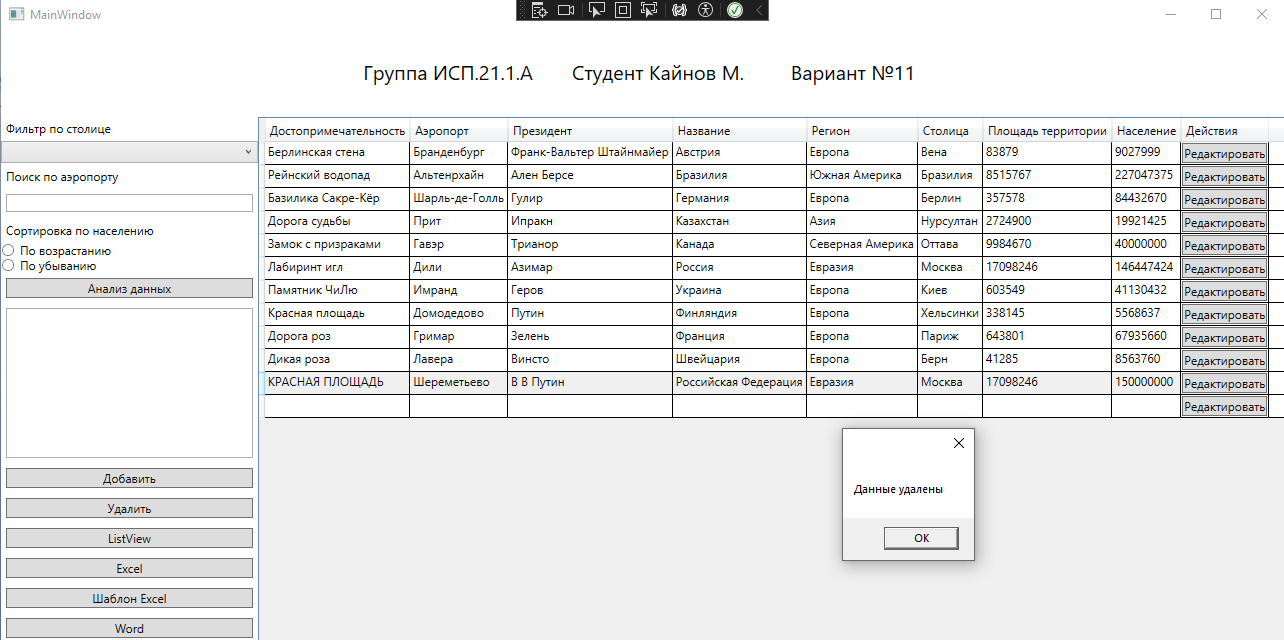 MainWindow
Группа ИСП.21.1.А Студент Кайнов М. Вариант №11
Фильтр по столице
Поиск по аэропорту
Сортировка по населению
По возрастанию
По убыванию
Анализ данных
Добавить
Удалить
ListView
Excel
Шаблон Excel
Word
Достопримечательность Аэропорт Президент Название Регион Столица Площадь территории Население Действия
Берлинская стена Бранденбург Франк-Вальтер Штайнмайер Австрия Европа Вена 83879 9027999 Редактировать
Рейнский водопад Альтенрхайн Ален Берсе Бразилия Южная Америка Бразилия 8515767 227047375 Редактировать
Базилика Сакре-Кёр Шарль-де-Голль Гулир Германия Европа Берлин 357578 84432670 Редактировать
Дорога судьбы Прит Ипракн Казахстан Азия Нурсултан 2724900 19921425 Редактировать
Замок с призраками Гавэр Трианор Канада Северная Америка Оттава 9984670 40000000 Редактировать
Лабиринт игл Дили Азимар Россия Евразия Москва 17098246 146447424 Редактировать
Памятник ЧиЛю Имранд Геров Украина Европа Киев 603549 41130432 Редактировать
Красная площадь Домодедово Путин Финляндия Европа Хельсинки 338145 5568637 Редактировать
Дорога роз Гримар Зелень Франция Европа Париж 643801 67935660 Редактировать
Дикая роза Лавера Винсто Швейцария Европа Берн 41285 8563760 Редактировать
КРАСНАЯ ПЛОЩАДЬ Шереметьево В В Путин Российская Федерация Евразия Москва 17098246 150000000 Редактировать
Редактировать
Данные удалены
ОК